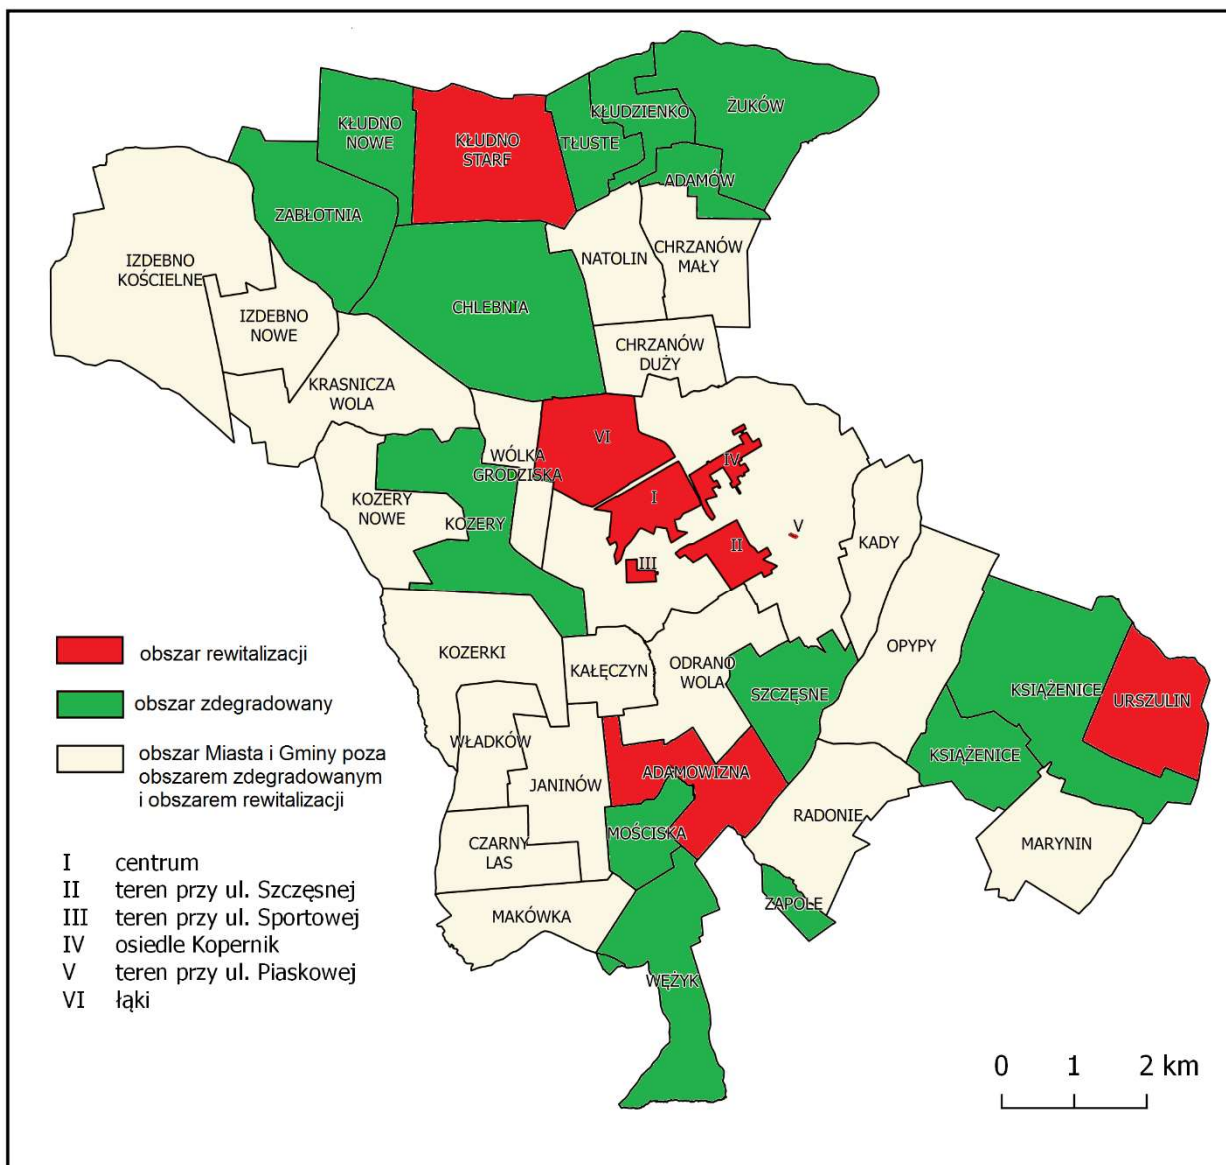 ŻUKÓW
KŁUDZIENKO
KŁUDNO
NOWE
KŁUDNO
STARE
TŁUSTE
ADAMÓW
ZABŁOTNIA
IZDEBNO
KOŚCIELNE
NATOLIN
CHRZANÓW
MAŁY
CHLEBNIA
IZDEBNO
NOWE
CHRZANÓW
DUŻY
KRASNICZA
WOLA
VI
WÓLKA
GRODZISKA
IV
KOZERY
NOWE
I
KOZERY
V
II
KADY
III
OPYPY
KOZERKI
KAŁĘCZYN
ODRANO
WOLA
SZCZĘSNE
KSIĄŻENICE
URSZULIN
WŁADKÓW
KSIĄŻENICE
JANINÓW
ADAMOWIZNA
RADONIE
MOŚCISKA
CZARNY
LAS
MARYNIN
ZAPOLE
MAKÓWKA
WĘŻYK
obszar rewitalizacji
obszar zdegradowany
obszar Miasta i Gminy poza
obszarem zdegradowanym
i obszarem rewitalizacji
I centrum
II teren przy ul. Szczęsnej
III teren przy ul. Sportowej
IV osiedle Kopernik
V teren przy ul. Piaskowej
VI łąki
0 1 2 km